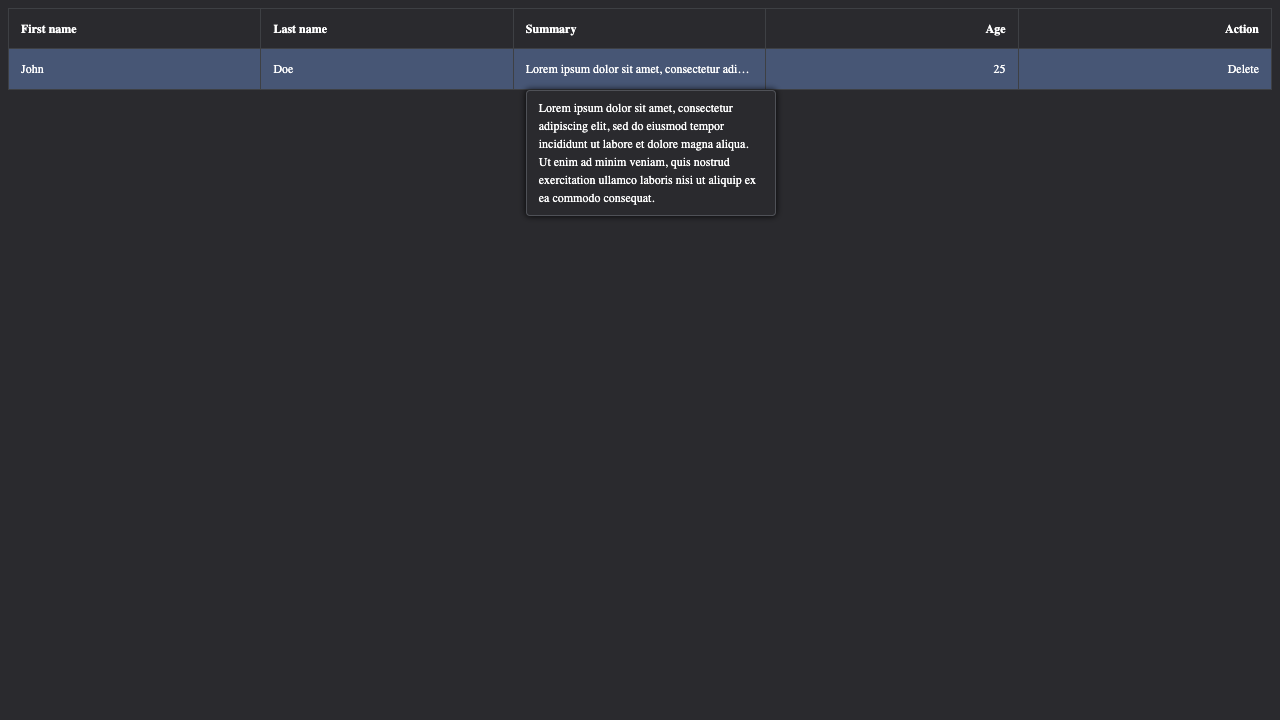 First name Last name Summary Age Action
John Doe Lorem ipsum dolor sit amet, consectetur adi… 25 Delete
Lorem ipsum dolor sit amet, consectetur
adipiscing elit, sed do eiusmod tempor
incididunt ut labore et dolore magna aliqua.
Ut enim ad minim veniam, quis nostrud
exercitation ullamco laboris nisi ut aliquip ex
ea commodo consequat.